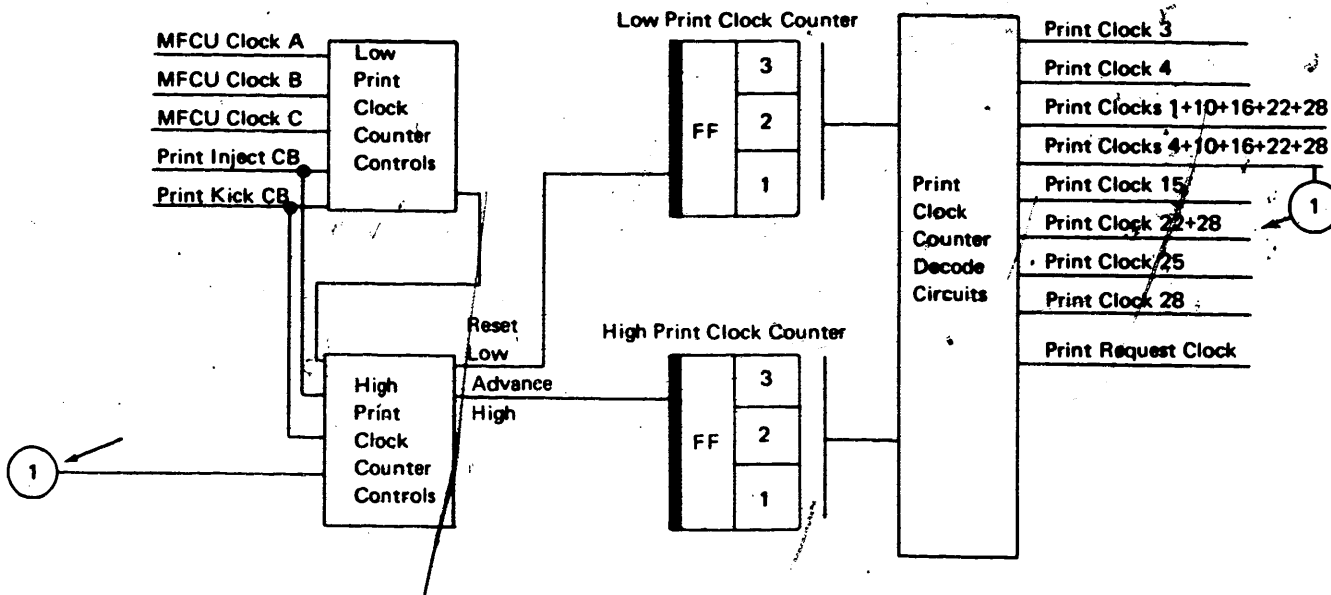 Low Print Clock Counter
MFCU Clock A
MFCU Clock B
MFCU Clock C
Print Inject CB
Print Kick CB
Low
Print
Clock
Counter
Controls
FF
3
2
1
Print
Clock
Counter
Decode
Circuits
Print Clock 3
Print Clock 4
Print Clocks 1+10+16+22+28
Print Clocks 4+10+16+22+28
Print Clock 15
Print Clock 22+28
Print Clock 25
Print Clock 28
Print Request Clock
1
Reset
Low
Advance
High
High Print Clock Counter
High
Print
Clock
Counter
Controls
1
FF
3
2
1